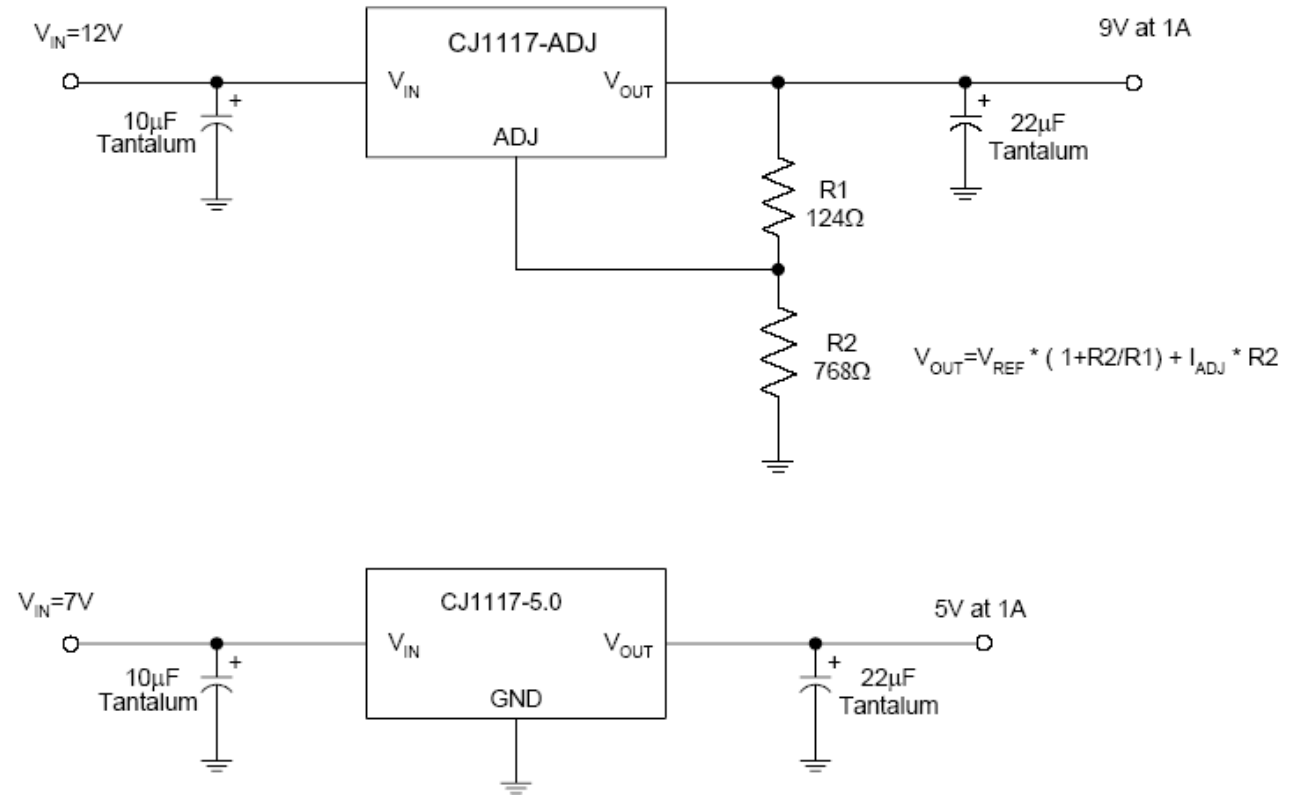 V_IN=12V
CJ1117-ADJ
9V at 1A
V_IN
V_OUT
ADJ
+
10μF
Tantalum
+
22μF
Tantalum
R1
124Ω
R2
768Ω
V_OUT=V_REF * ( 1+R2/R1) + I_ADJ * R2
V_IN=7V
CJ1117-5.0
5V at 1A
V_IN
V_OUT
GND
+
10μF
Tantalum
+
22μF
Tantalum